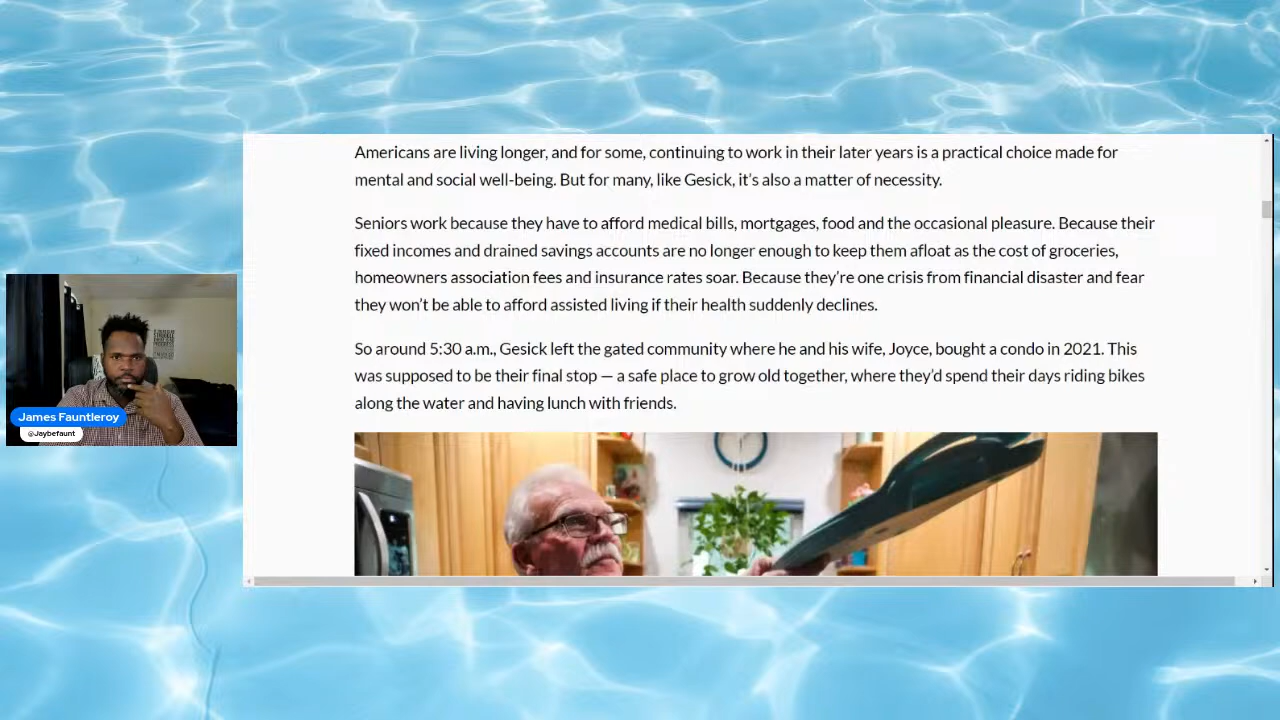 Americans are living longer, and for some, continuing to work in their later years is a practical choice made for
mental and social well-being. But for many, like Gesick, it's also a matter of necessity.
Seniors work because they have to afford medical bills, mortgages, food and the occasional pleasure. Because their
fixed incomes and drained savings accounts are no longer enough to keep them afloat as the cost of groceries,
homeowners association fees and insurance rates soar. Because they're one crisis from financial disaster and fear
they won't be able to afford assisted living if their health suddenly declines.
So around 5:30 a.m., Gesick left the gated community where he and his wife, Joyce, bought a condo in 2021. This
was supposed to be their final stop — a safe place to grow old together, where they'd spend their days riding bikes
along the water and having lunch with friends.
James Fauntleroy
@Jaybefaunt